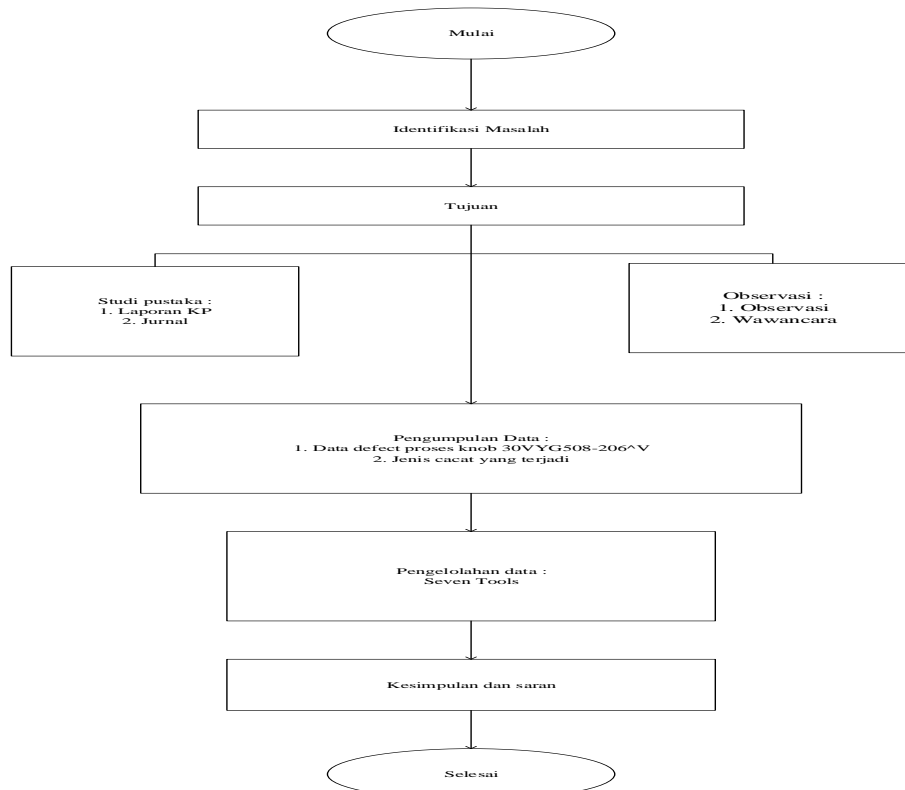 Mulai
Identifikasi Masalah
Tujuan
Studi pustaka :
1. Laporan KP
2. Jurnal
Observasi :
1. Observasi
2. Wawancara
Pengumpulan Data :
1. Data defect proses knob 30VYG508-206^V
2. Jenis cacat yang terjadi
Pengelolahan data :
Seven Tools
Kesimpulan dan saran
Selesai